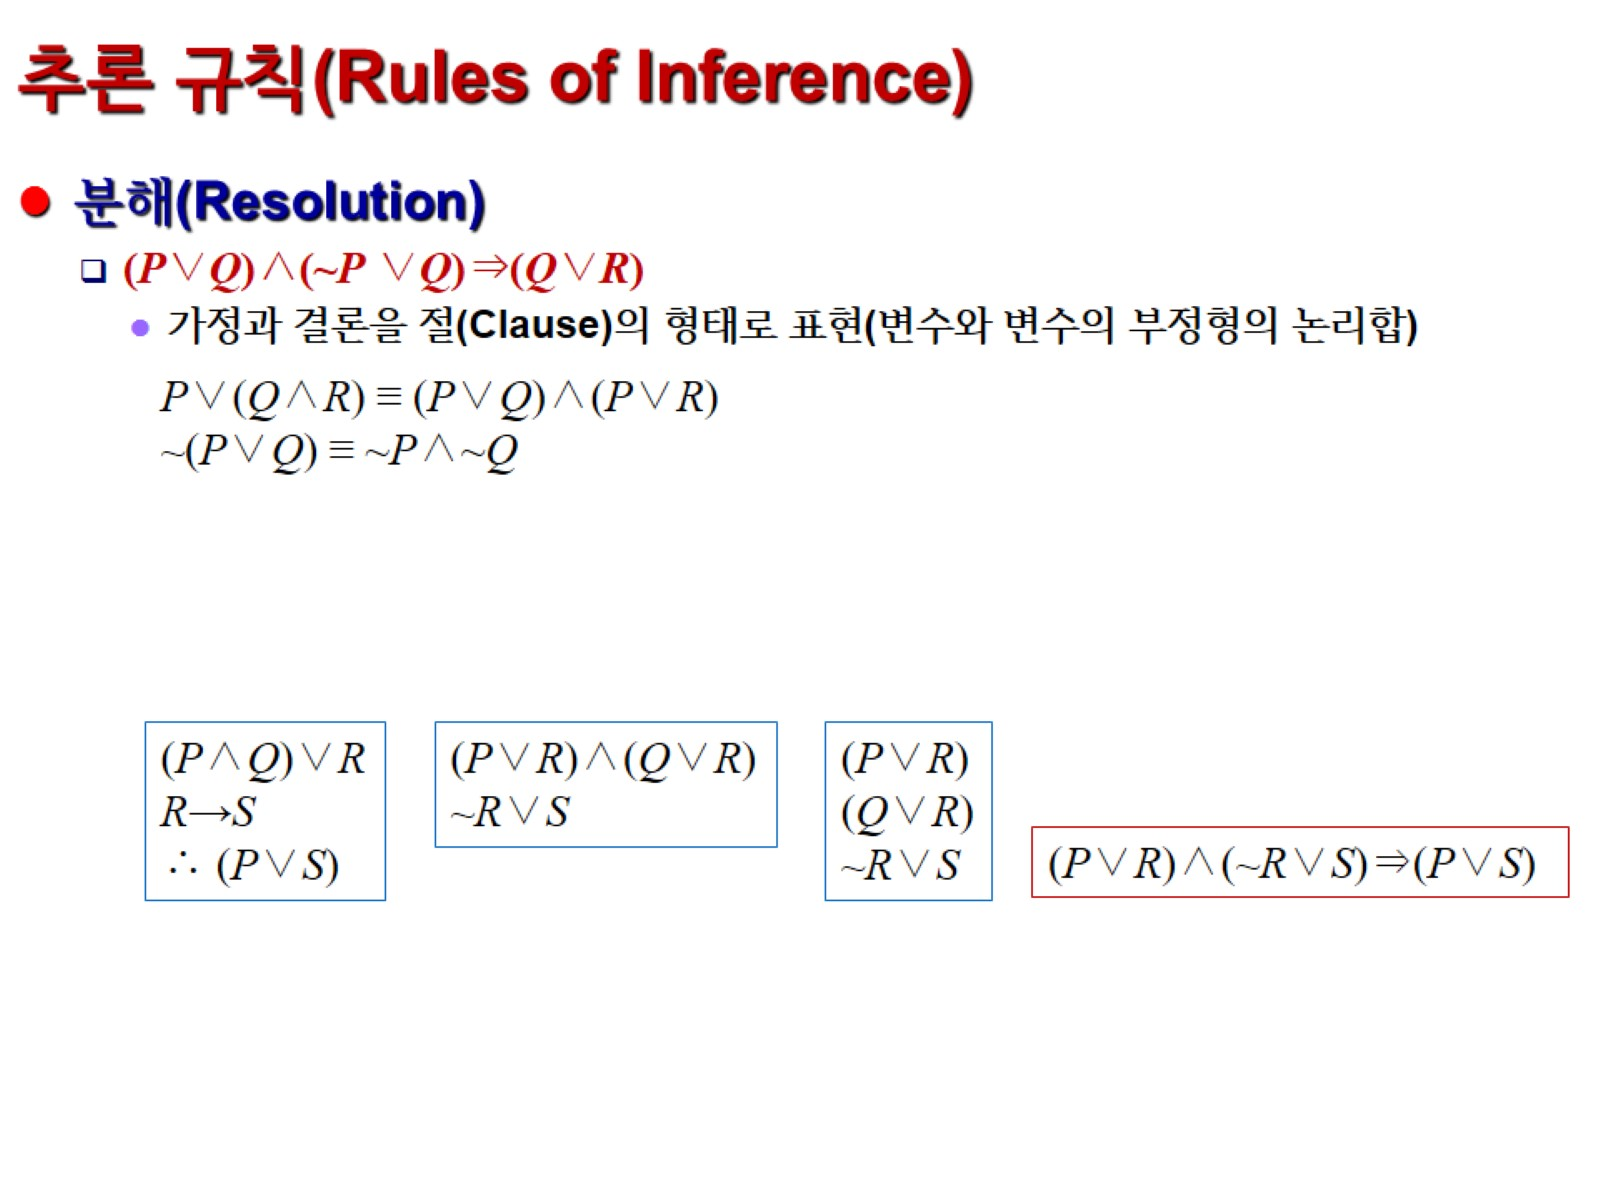 추론 규칙(Rules of Inference)
분해(Resolution)
(P∨Q)∧(~P ∨Q)⇒(Q∨R)
가정과 결론을 절(Clause)의 형태로 표현(변수와 변수의 부정형의 논리합)
P∨(Q∧R)≡(P∨Q)∧(P∨R)
~(P∨Q)≡~P∧~Q
(P∧Q)∨R
R→S
∴ (P∨S)
(P∨R)∧(Q∨R)
~R∨S
(P∨R)
(Q∨R)
~R∨S
(P∨R)∧(~R∨S)⇒(P∨S)